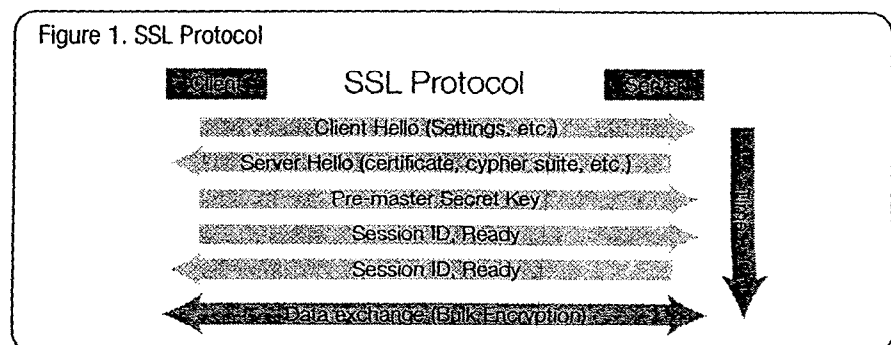 Figure 1. SSL Protocol
Client SSL Protocol Server
Client Hello (Settings, etc.)
Server Hello (certificate, cypher suite, etc.)
Pre-master Secret Key
Session ID, Ready
Session ID, Ready
Data exchange (Bulk Encryption)